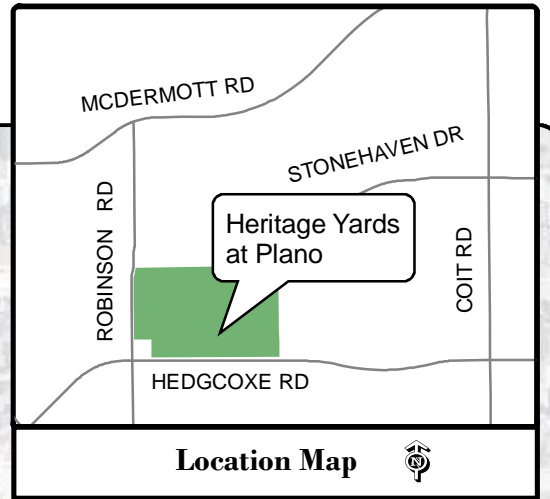 MCDERMOTT RD
STONEHAVEN DR
ROBINSON RD
Heritage Yards
at Plano
COIT RD
HEDGCOXE RD
Location Map
N